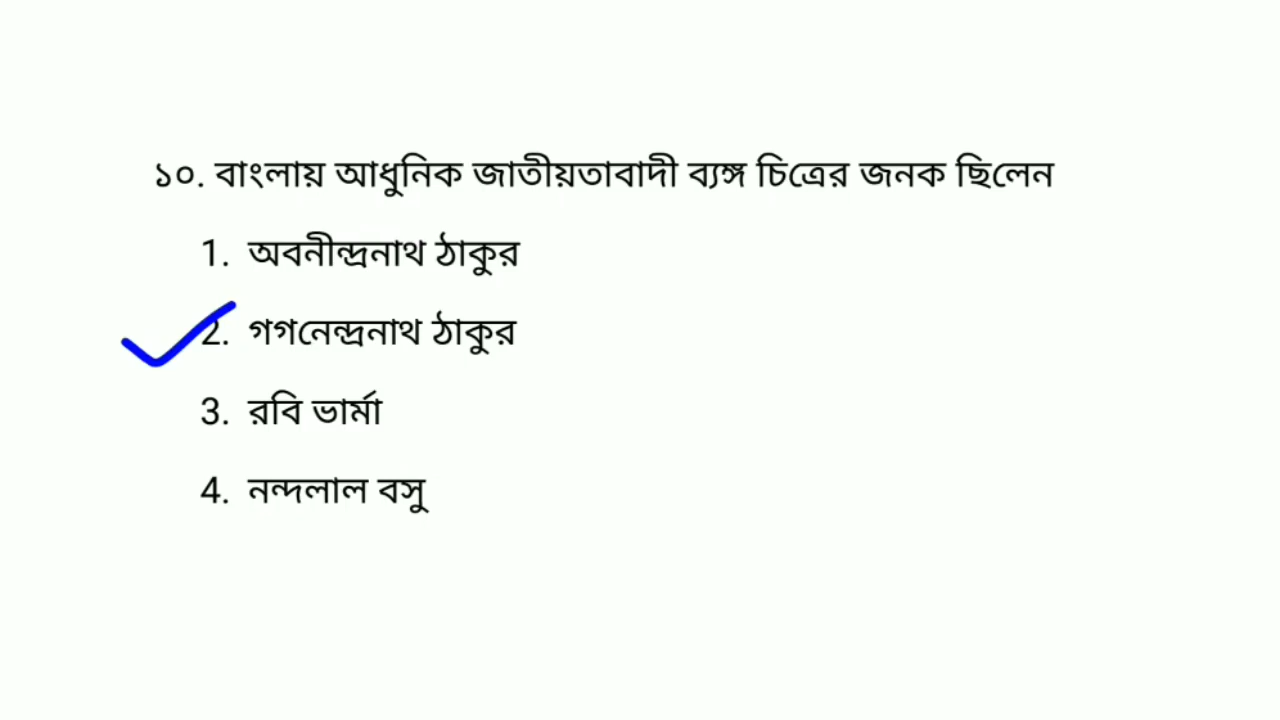 ১০. বাংলায় আধুনিক জাতীয়তাবাদী ব্যঙ্গ চিত্রের জনক ছিলেন
1. অবনীন্দ্রনাথ ঠাকুর
2. গগনেন্দ্রনাথ ঠাকুর
3. রবি ভার্মা
4. নন্দলাল বসু